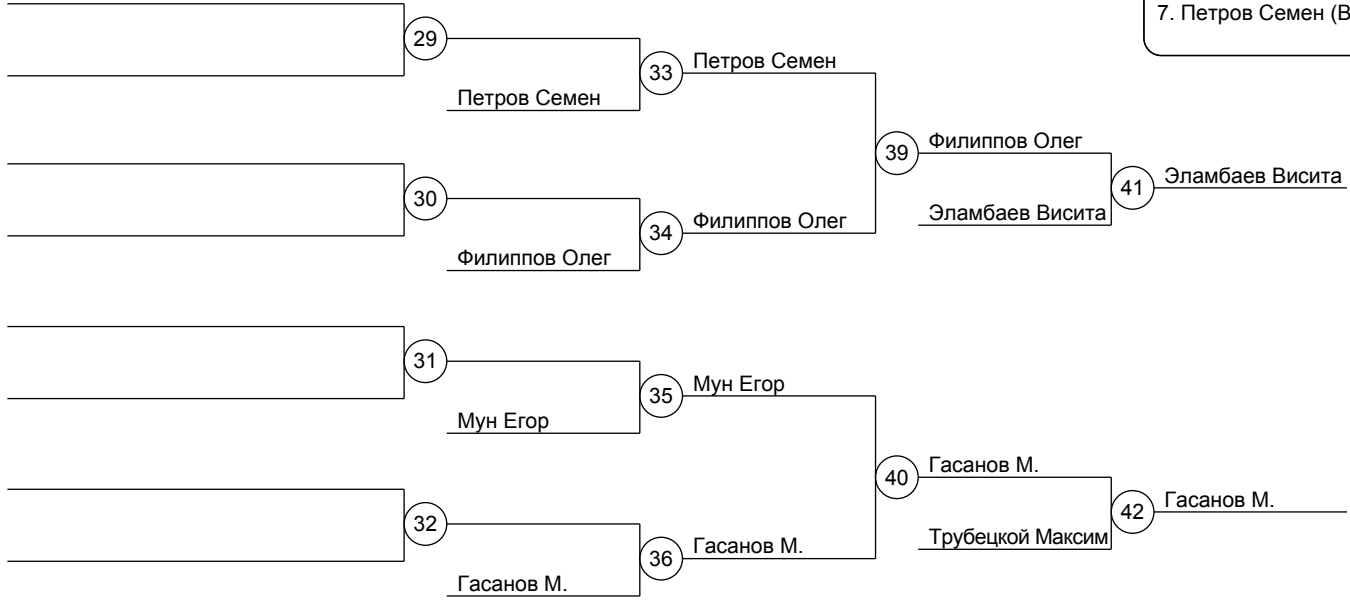 7. Петров Семен (В
29
33
Петров Семен
Петров Семен
39
Филиппов Олег
41
Эламбаев Висита
30
34
Филиппов Олег
Эламбаев Висита
Филиппов Олег
31
35
Мун Егор
Мун Егор
40
Гасанов М.
42
Гасанов М.
32
36
Гасанов М.
Трубецкой Максим
Гасанов М.